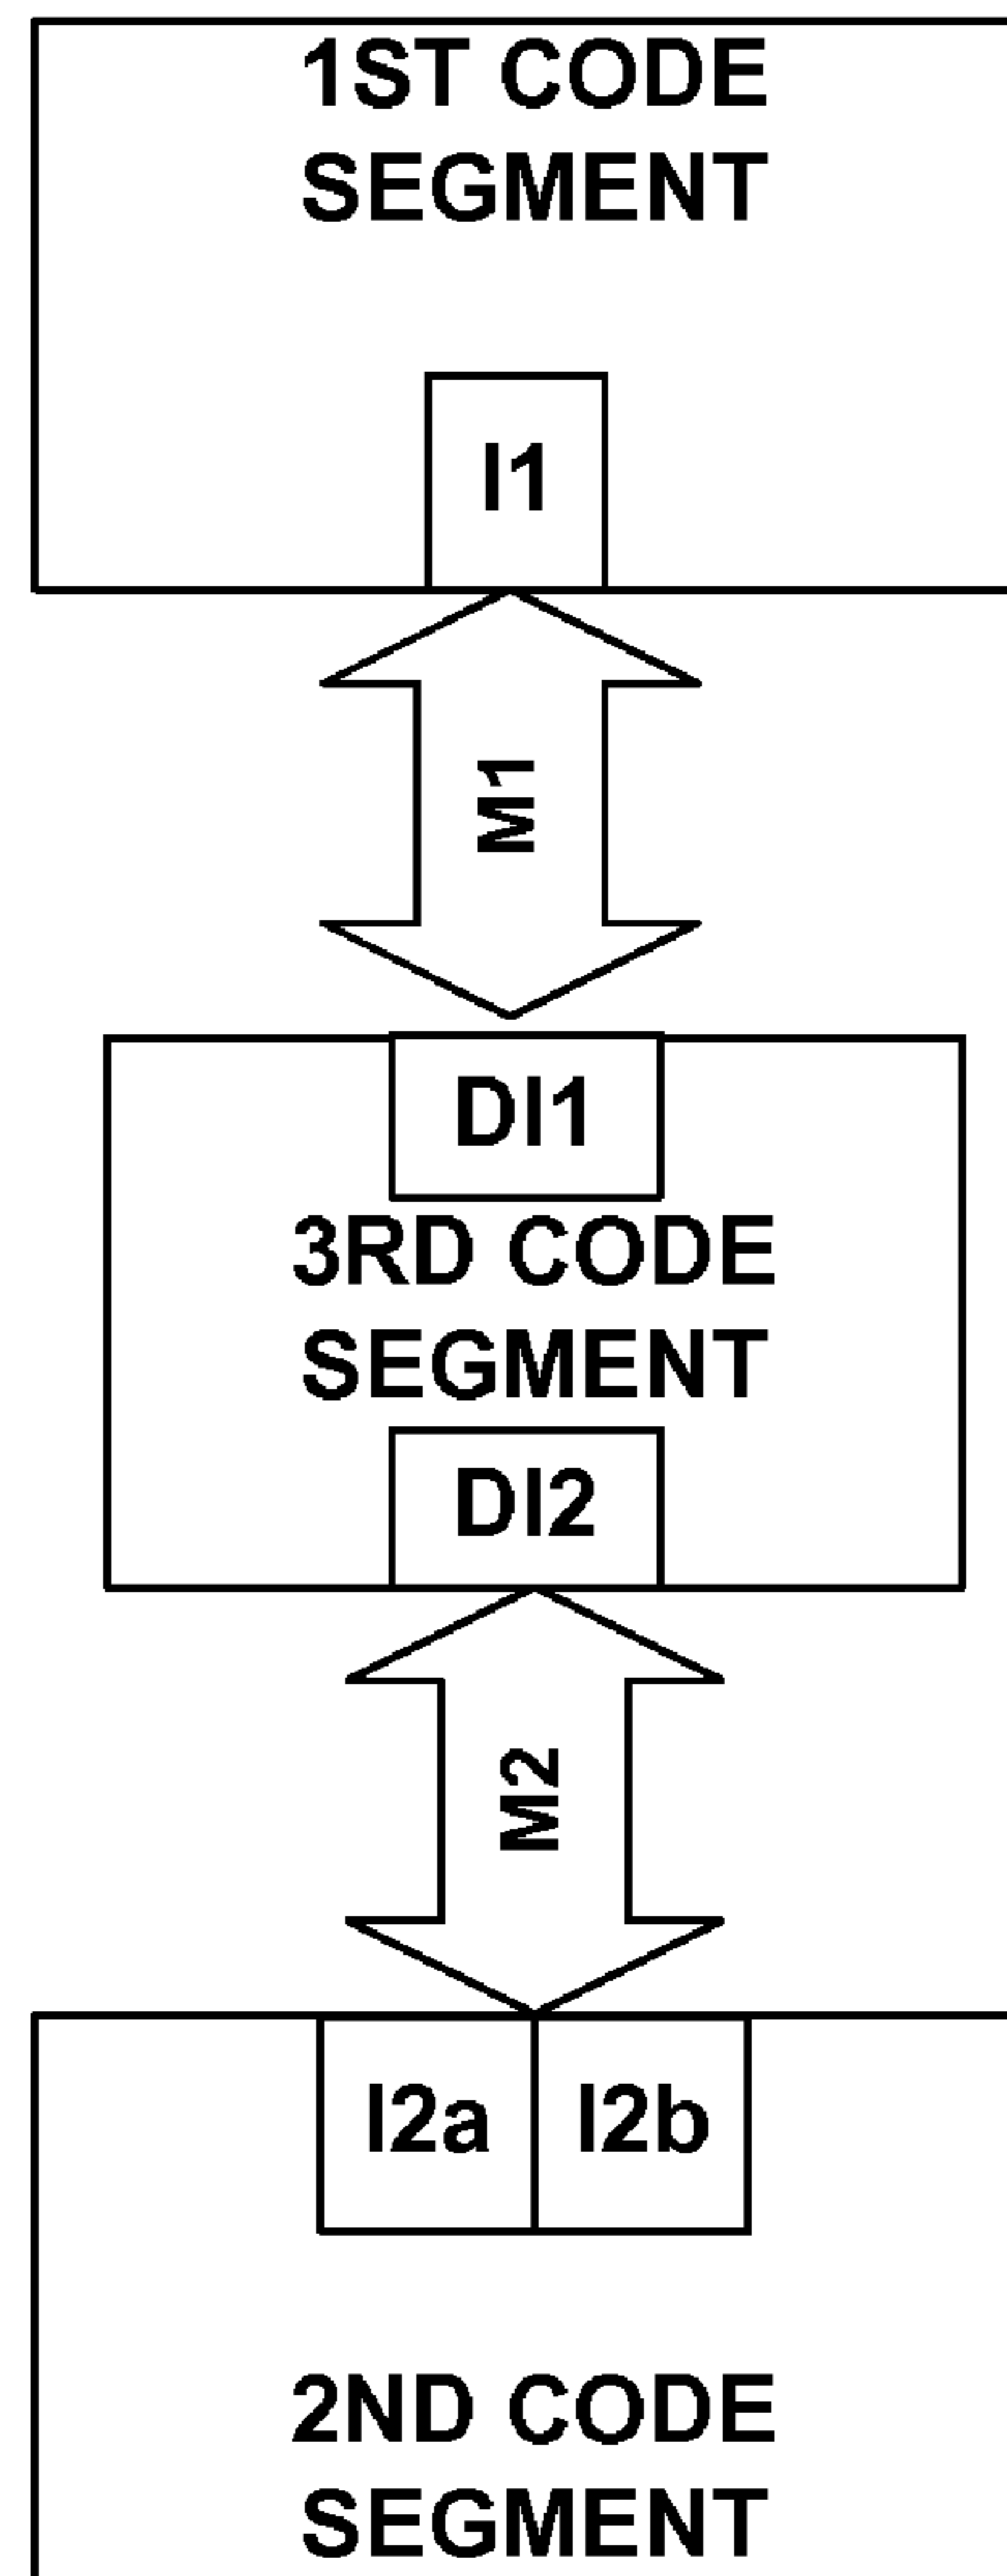 1ST CODE
SEGMENT
I1
M1
DI1
3RD CODE
SEGMENT
DI2
M2
I2a I2b
2ND CODE
SEGMENT